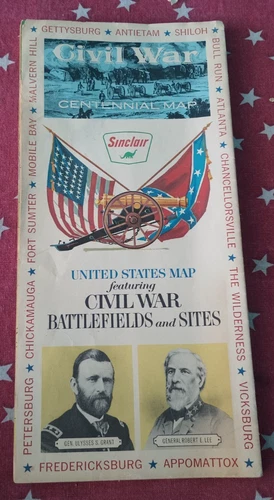 GETTYSBURG ★ ANTIETAM ★ SHILOH
★ BULL RUN ★ ATLANTA ★ CHANCELLORSVILLE ★ THE WILDERNESS ★ VICKSBURG ★
PETERSBURG ★ CHICKAMAUGA ★ FORT SUMTER ★ MOBILE BAY ★ MALVERN HILL ★
Civil War
CENTENNIAL MAP
Sinclair
UNITED STATES MAP
featuring
CIVIL WAR
BATTLEFIELDS and SITES
GEN. ULYSSES S. GRANT
GENERAL ROBERT E. LEE
FREDERICKSBURG ★ APPOMATTOX